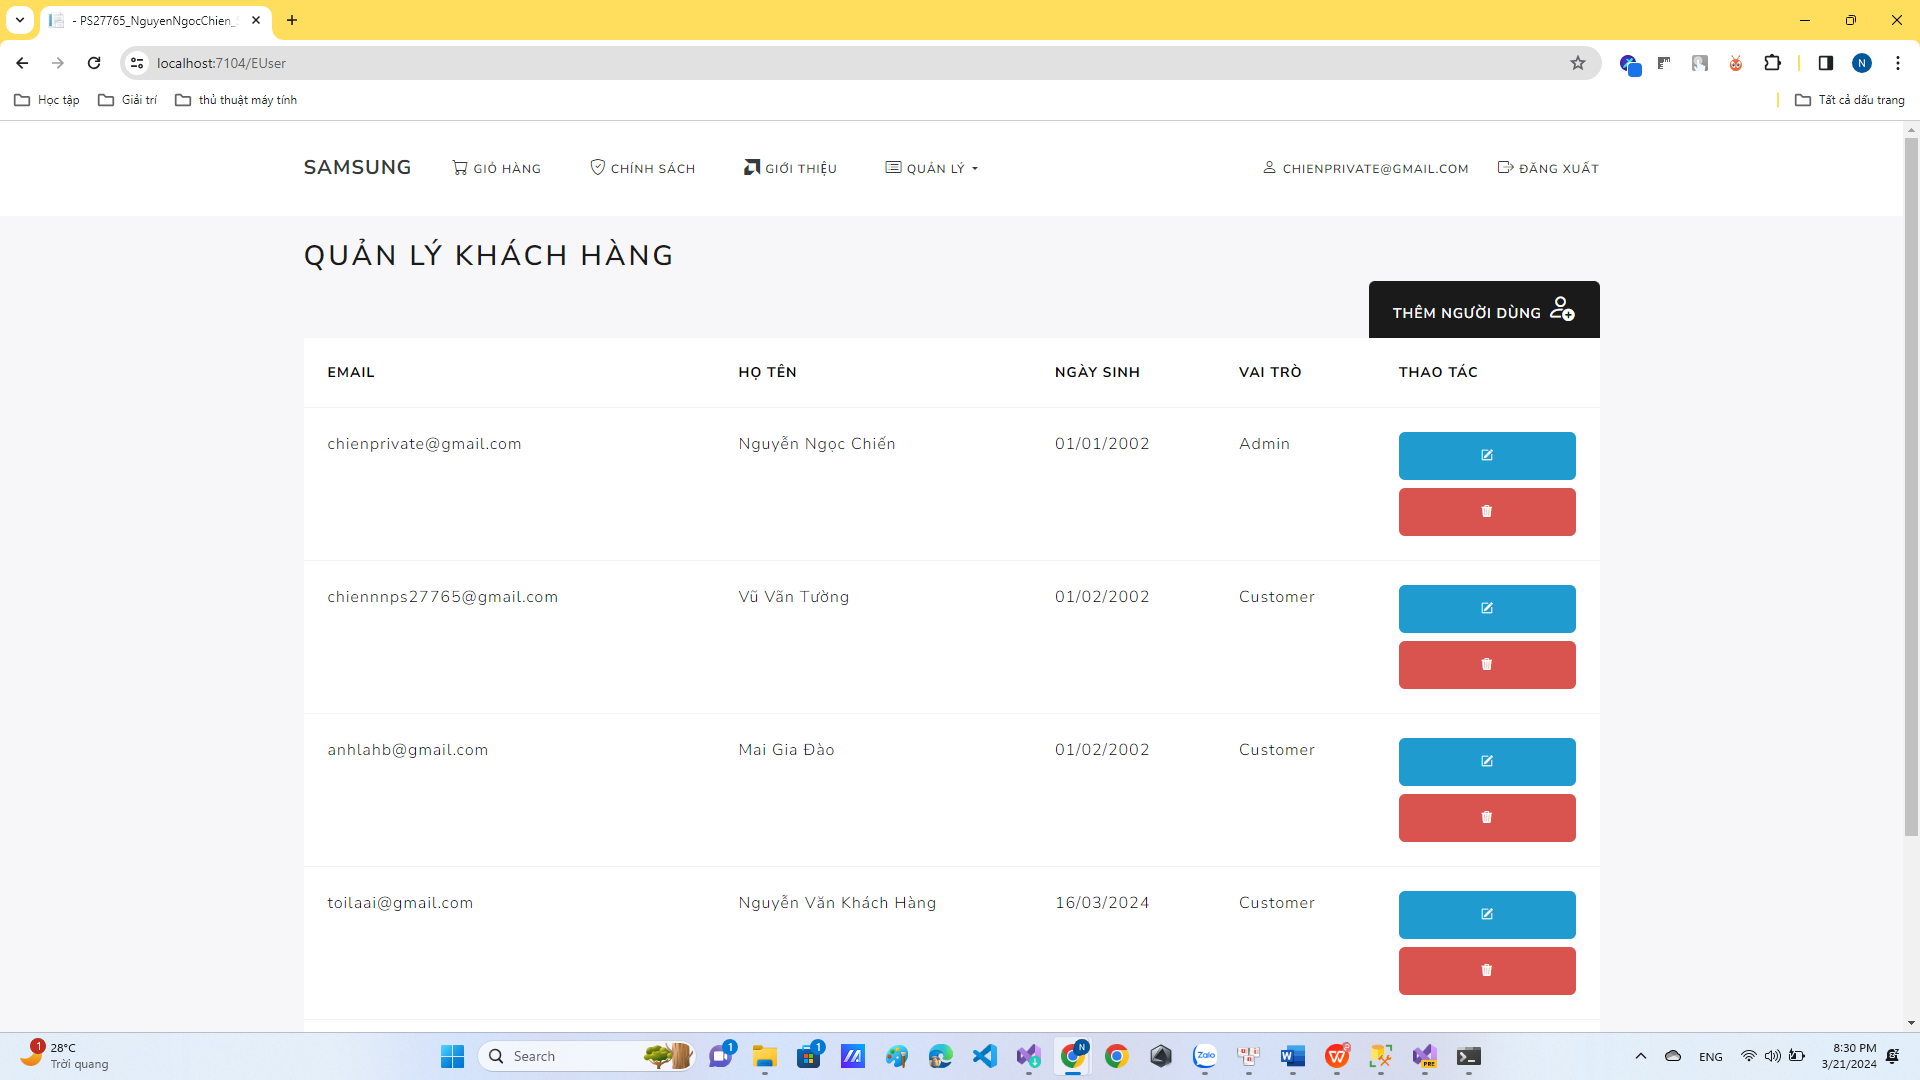 - PS27765_NguyenNgocChien_
localhost:7104/EUser
N
Học tập
Giải trí
thủ thuật máy tính
Tất cả dấu trang
SAMSUNG
GIỎ HÀNG
CHÍNH SÁCH
GIỚI THIỆU
QUẢN LÝ
CHIENPRIVATE@GMAIL.COM
ĐĂNG XUẤT
QUẢN LÝ KHÁCH HÀNG
THÊM NGƯỜI DÙNG
EMAIL HỌ TÊN NGÀY SINH VAI TRÒ THAO TÁC
chienprivate@gmail.com Nguyễn Ngọc Chiến 01/01/2002 Admin
chiennnps27765@gmail.com Vũ Văn Tường 01/02/2002 Customer
anhlahb@gmail.com Mai Gia Đào 01/02/2002 Customer
toilaai@gmail.com Nguyễn Văn Khách Hàng 16/03/2024 Customer
1
28°C
Trời quang
Search
1
1
N
Zalo
PRE
ENG
8:30 PM
3/21/2024